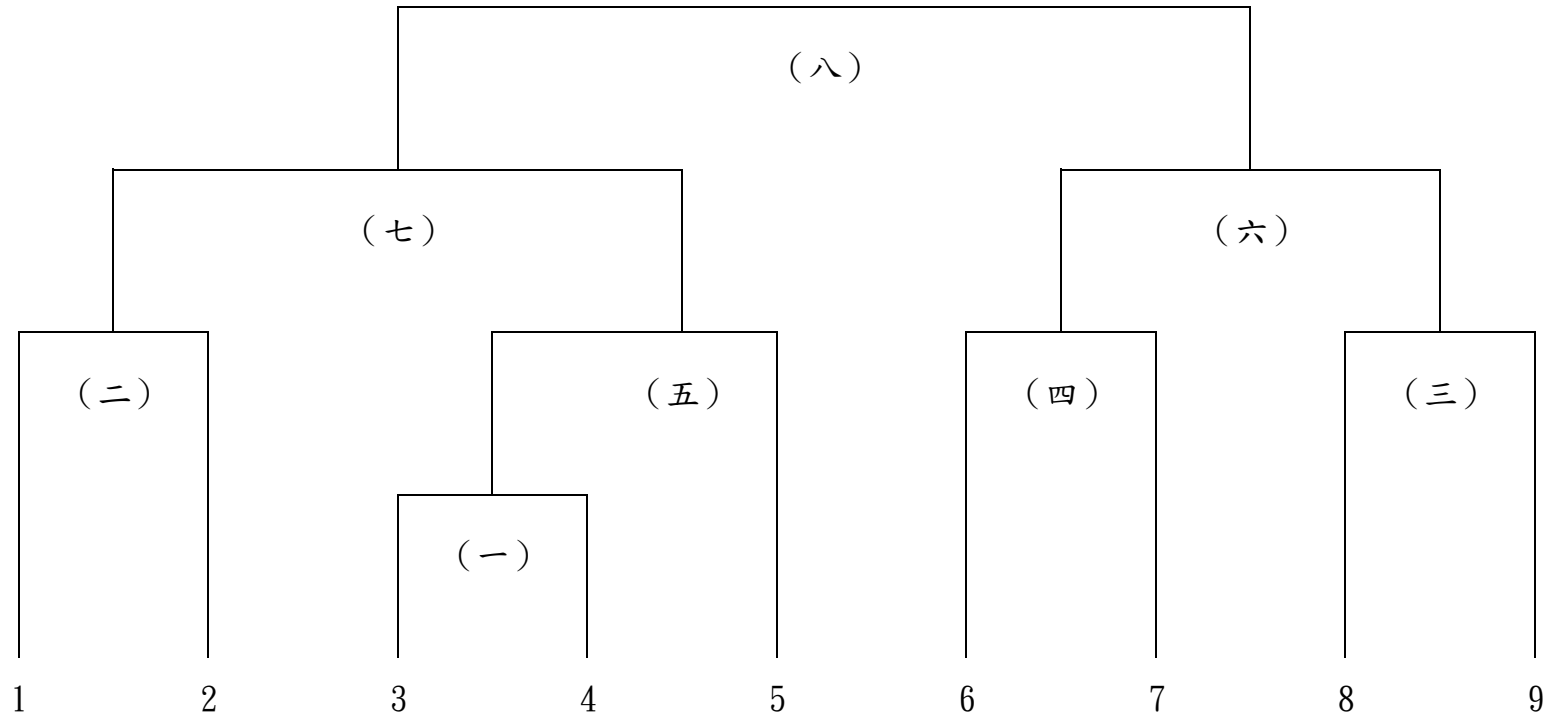 （八）
（七） （六）
（二） （五） （四） （三）
（一）
1 2 3 4 5 6 7 8 9